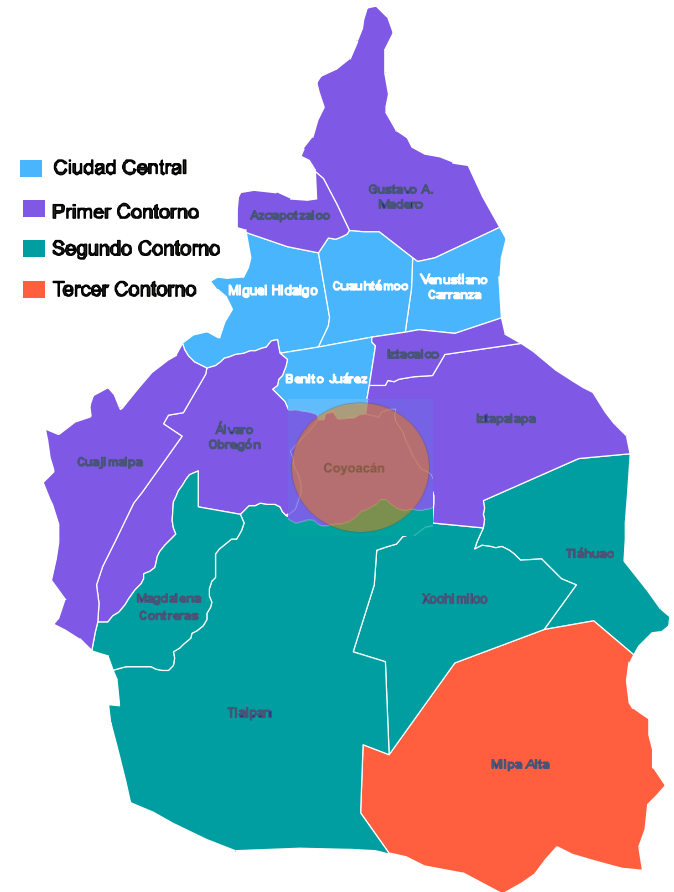 Ciudad Central
Primer Contorno
Segundo Contorno
Tercer Contorno
Gustavo A.
Madero
Azcapotzalco
Miguel Hidalgo
Cuauhtémoc
Venustiano
Carranza
Iztacalco
Benito Juárez
Iztapalapa
Álvaro
Obregón
Cuajimalpa
Coyoacán
Tláhuac
Magdalena
Contreras
Xochimilco
Tlalpan
Milpa Alta